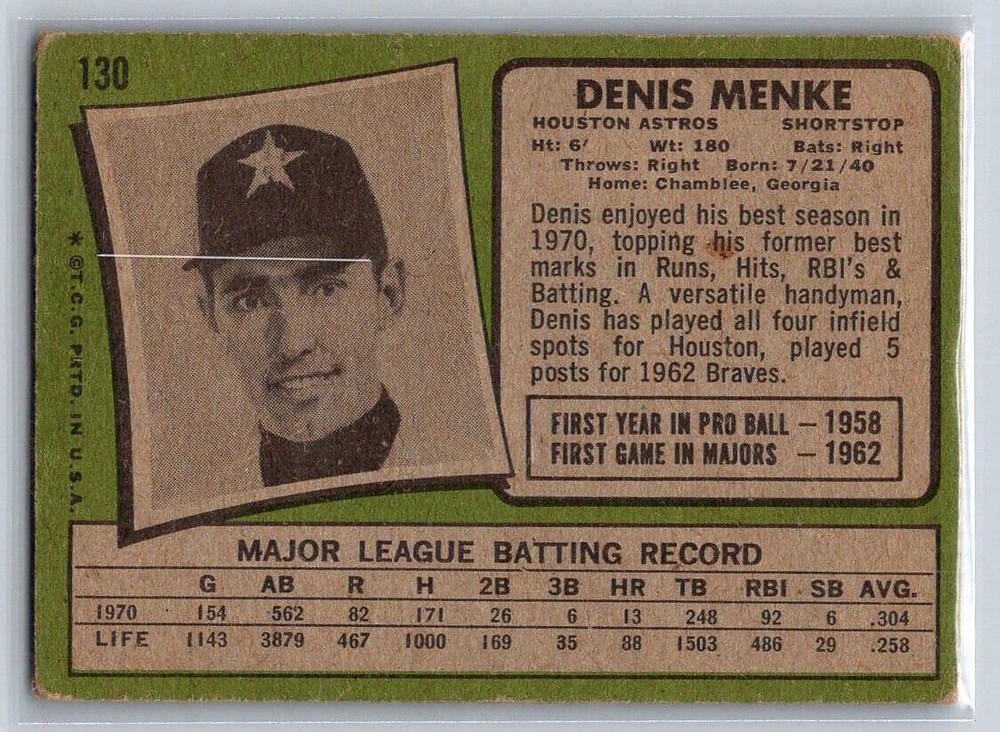 130
* ©T.C.G. PRTD. IN U.S.A.
DENIS MENKE
HOUSTON ASTROS SHORTSTOP
Ht: 6' Wt: 180 Bats: Right
Throws: Right Born: 7/21/40
Home: Chamblee, Georgia
Denis enjoyed his best season in
1970, topping his former best
marks in Runs, Hits, RBI's &
Batting. A versatile handyman,
Denis has played all four infield
spots for Houston, played 5
posts for 1962 Braves.
FIRST YEAR IN PRO BALL — 1958
FIRST GAME IN MAJORS — 1962
MAJOR LEAGUE BATTING RECORD
G AB R H 2B 3B HR TB RBI SB AVG.
1970 154 562 82 171 26 6 13 248 92 6 .304
LIFE 1143 3879 467 1000 169 35 88 1503 486 29 .258